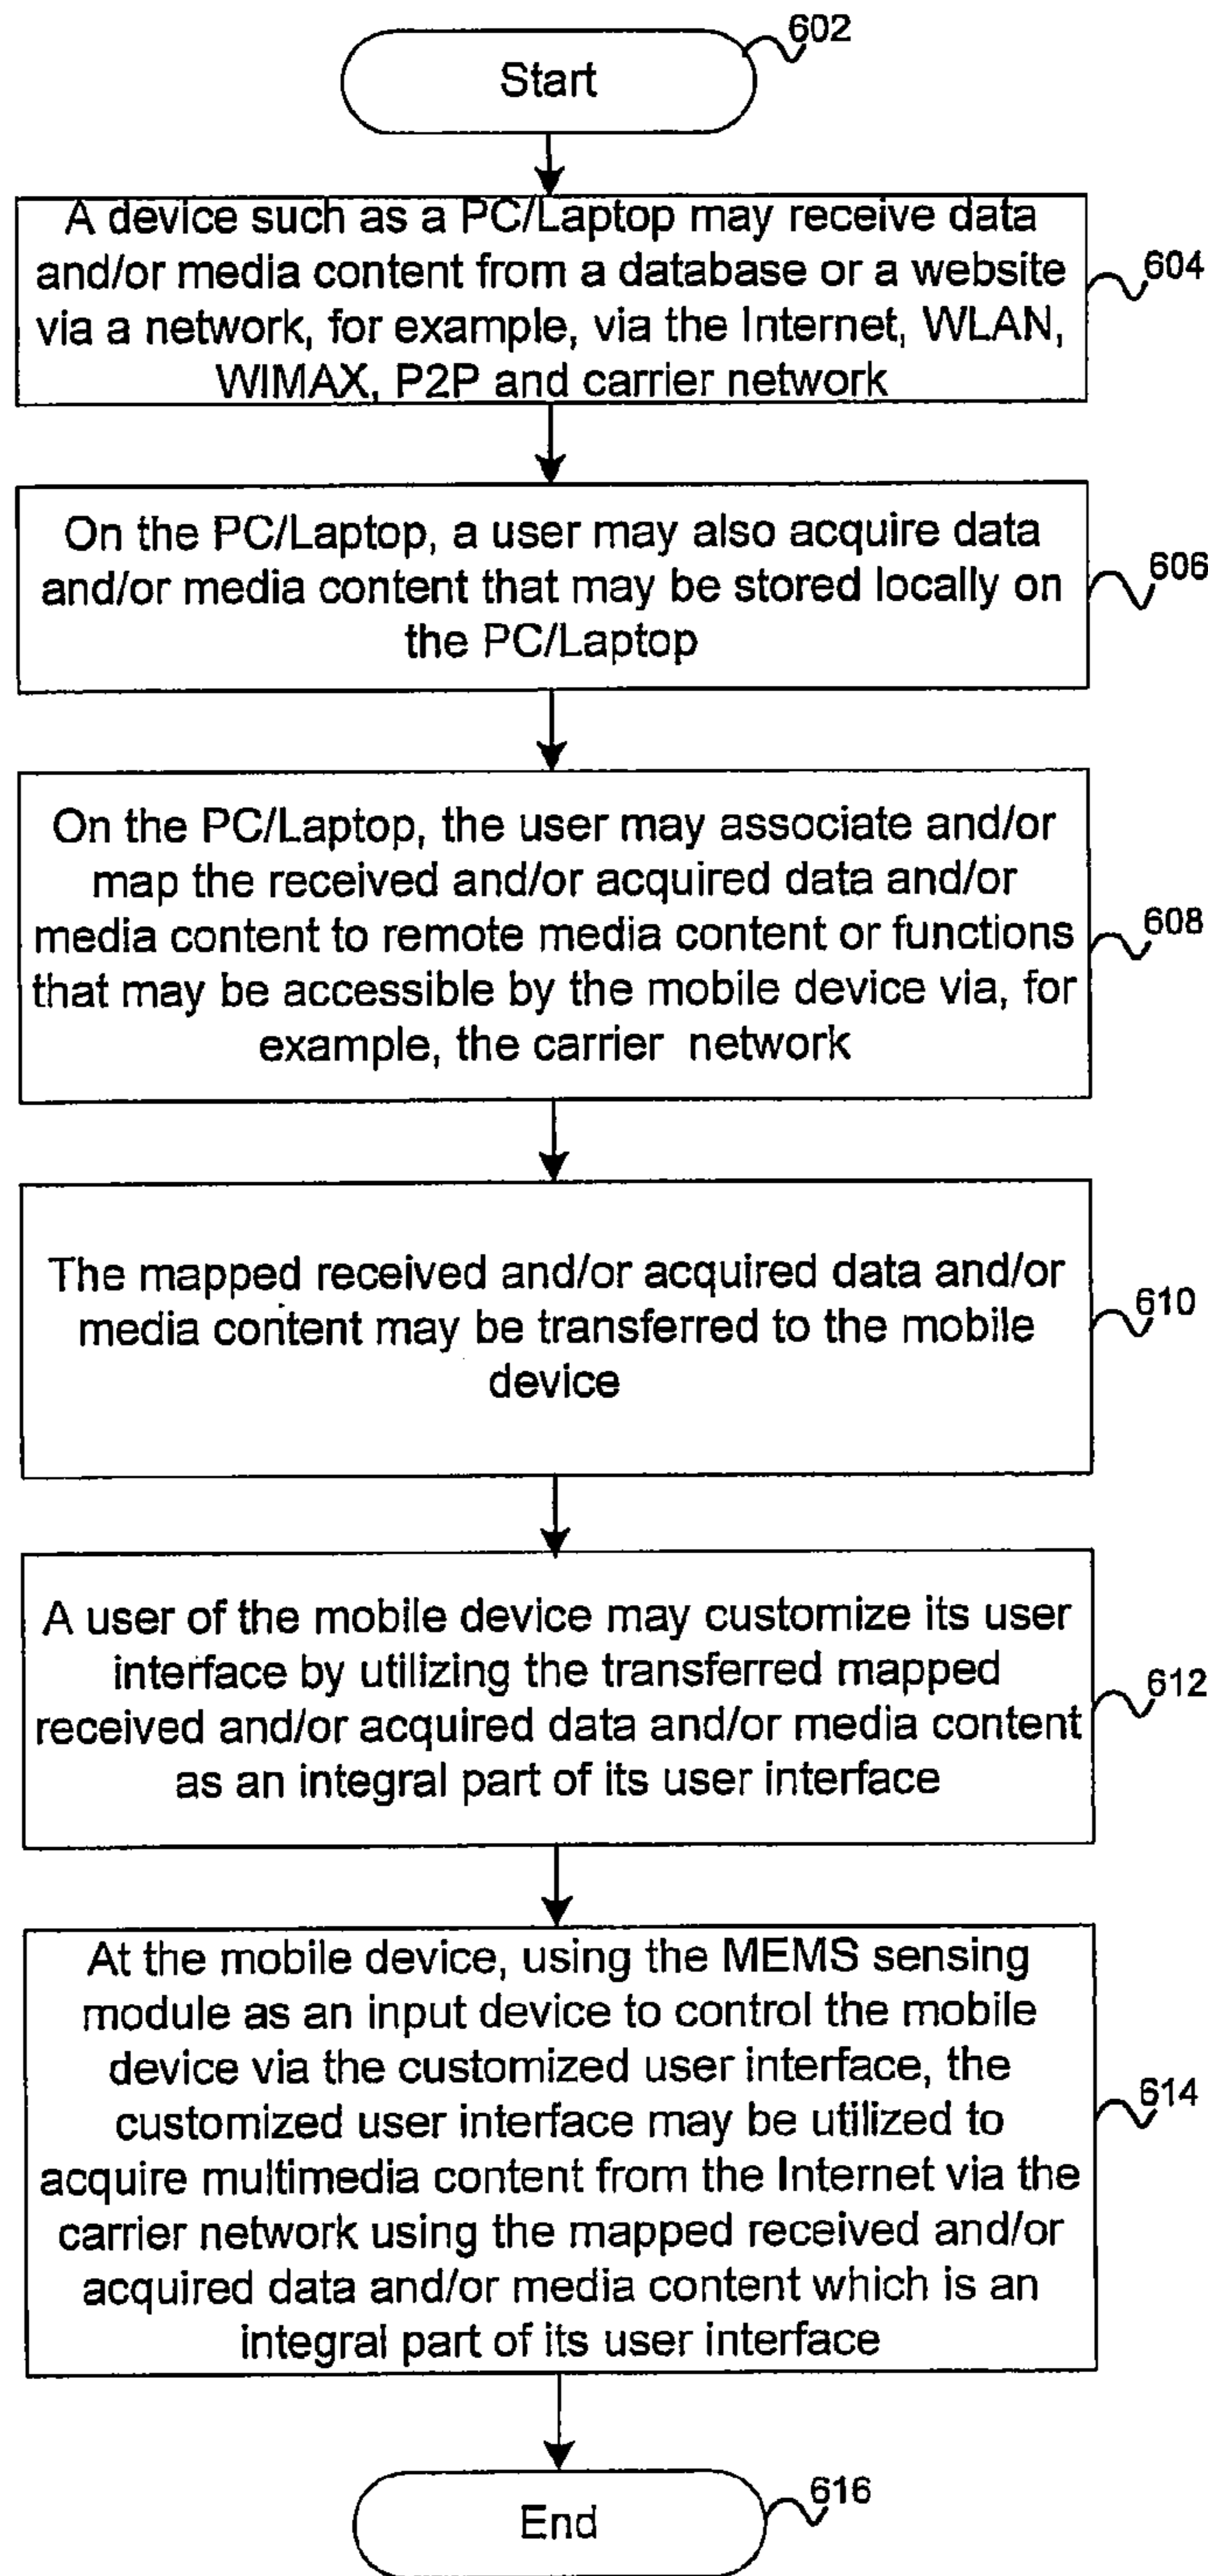 602
Start
A device such as a PC/Laptop may receive data
and/or media content from a database or a website
via a network, for example, via the Internet, WLAN,
WIMAX, P2P and carrier network
604
On the PC/Laptop, a user may also acquire data
and/or media content that may be stored locally on
the PC/Laptop
606
On the PC/Laptop, the user may associate and/or
map the received and/or acquired data and/or
media content to remote media content or functions
that may be accessible by the mobile device via, for
example, the carrier network
608
The mapped received and/or acquired data and/or
media content may be transferred to the mobile
device
610
A user of the mobile device may customize its user
interface by utilizing the transferred mapped
received and/or acquired data and/or media content
as an integral part of its user interface
612
At the mobile device, using the MEMS sensing
module as an input device to control the mobile
device via the customized user interface, the
customized user interface may be utilized to
acquire multimedia content from the Internet via the
carrier network using the mapped received and/or
acquired data and/or media content which is an
integral part of its user interface
614
End
616